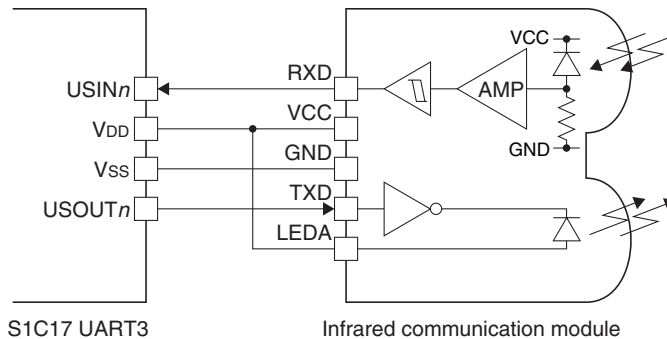 RXD
VCC
USINn
AMP
VCC
VDD
GND
GND
VSS
TXD
USOUTn
LEDA
S1C17 UART3
Infrared communication module